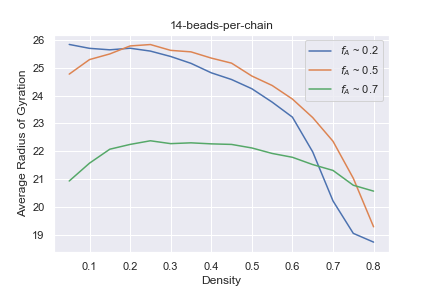 14-beads-per-chain
Average Radius of Gyration
26
25
24
23
22
21
20
19
f_A ~ 0.2
f_A ~ 0.5
f_A ~ 0.7
0.1 0.2 0.3 0.4 0.5 0.6 0.7 0.8
Density